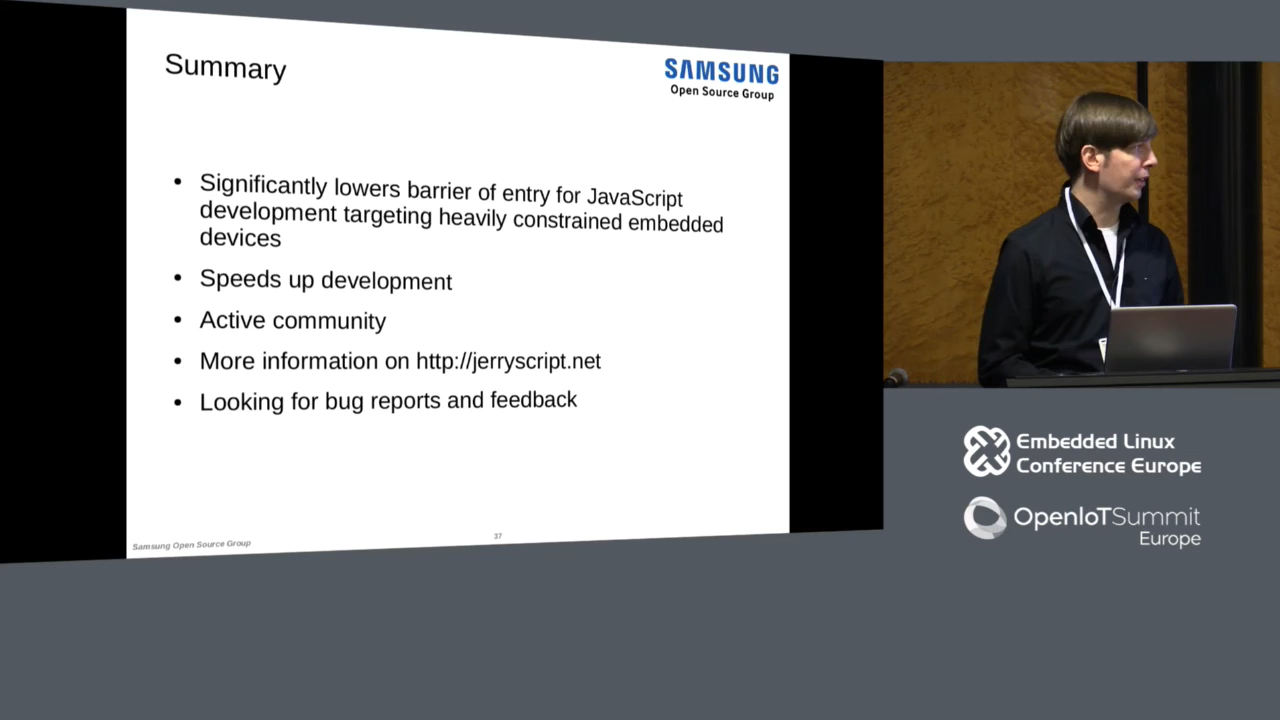 Summary
SAMSUNG
Open Source Group
• Significantly lowers barrier of entry for JavaScript
development targeting heavily constrained embedded
devices
• Speeds up development
• Active community
• More information on http://jerryscript.net
• Looking for bug reports and feedback
Samsung Open Source Group
37
Embedded Linux
Conference Europe
OpenIoTSummit
Europe